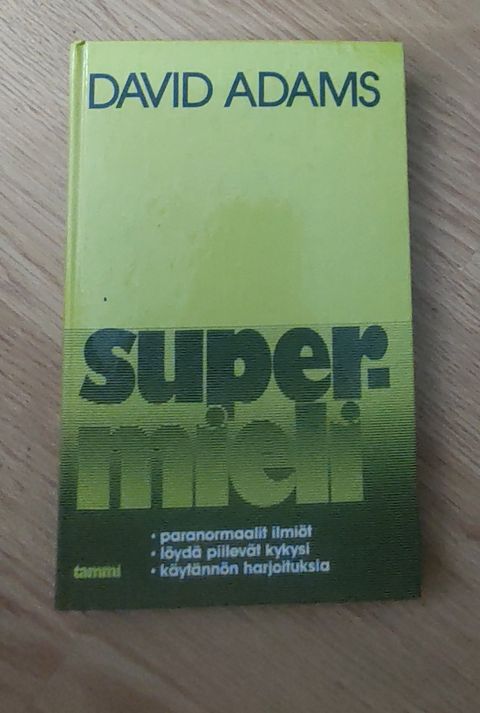 DAVID ADAMS
super-
mieli
• paranormaalit ilmiöt
• löydä piilevät kykysi
• käytännön harjoituksia
tammi